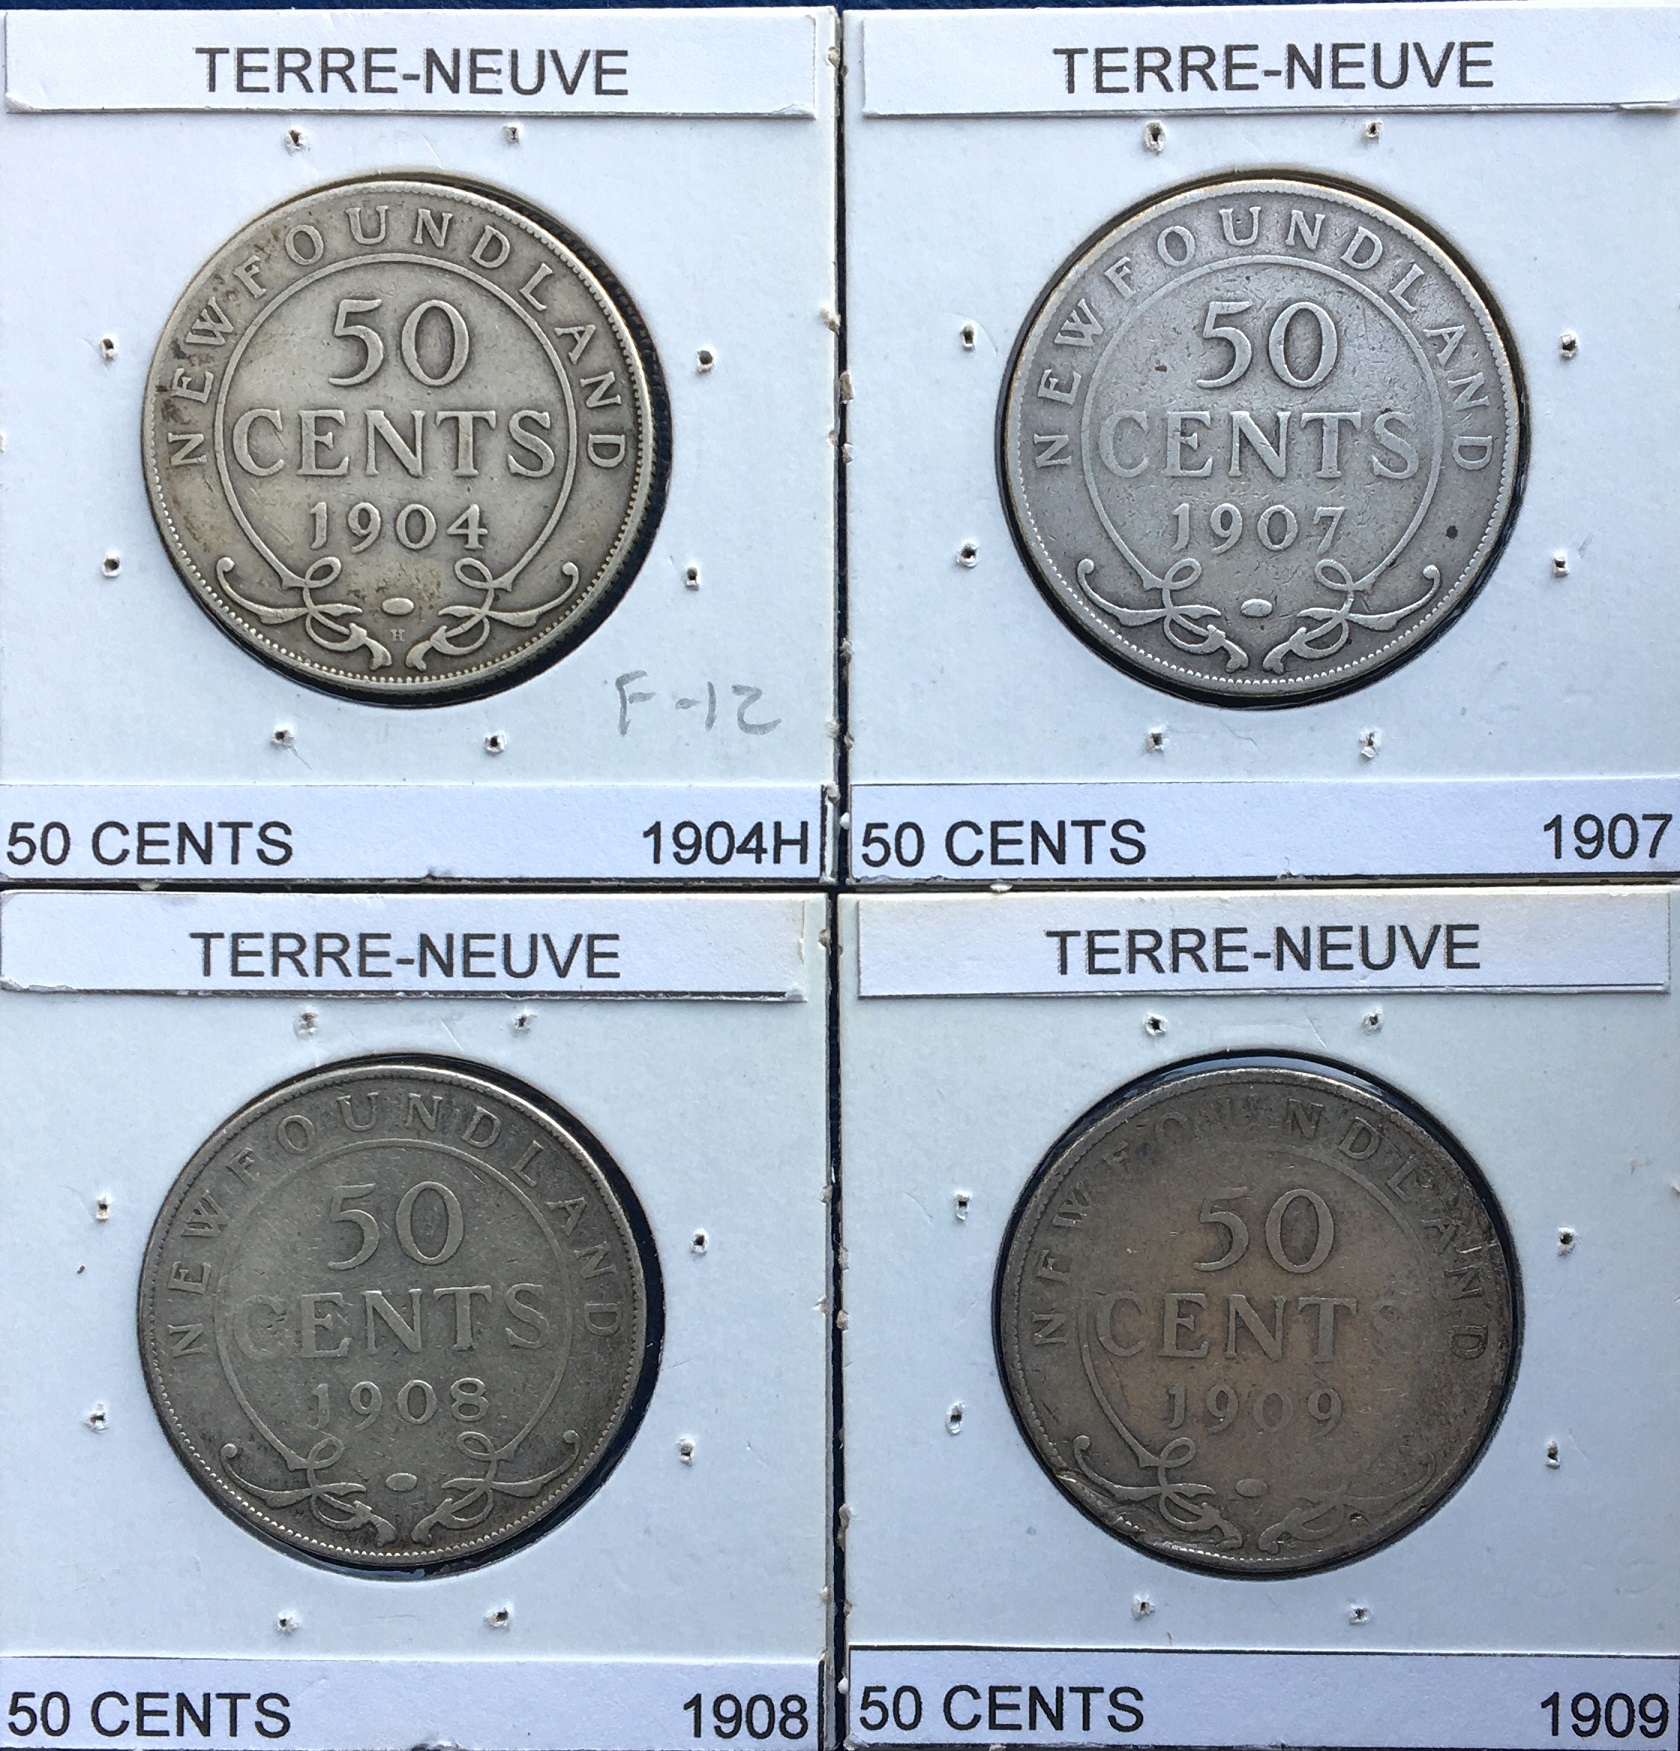 TERRE-NEUVE
NEWFOUNDLAND
50
CENTS
1904
H
F-12
50 CENTS 1904H
TERRE-NEUVE
NEWFOUNDLAND
50
CENTS
1907
50 CENTS 1907
TERRE-NEUVE
NEWFOUNDLAND
50
CENTS
1908
50 CENTS 1908
TERRE-NEUVE
NEWFOUNDLAND
50
CENTS
1909
50 CENTS 1909